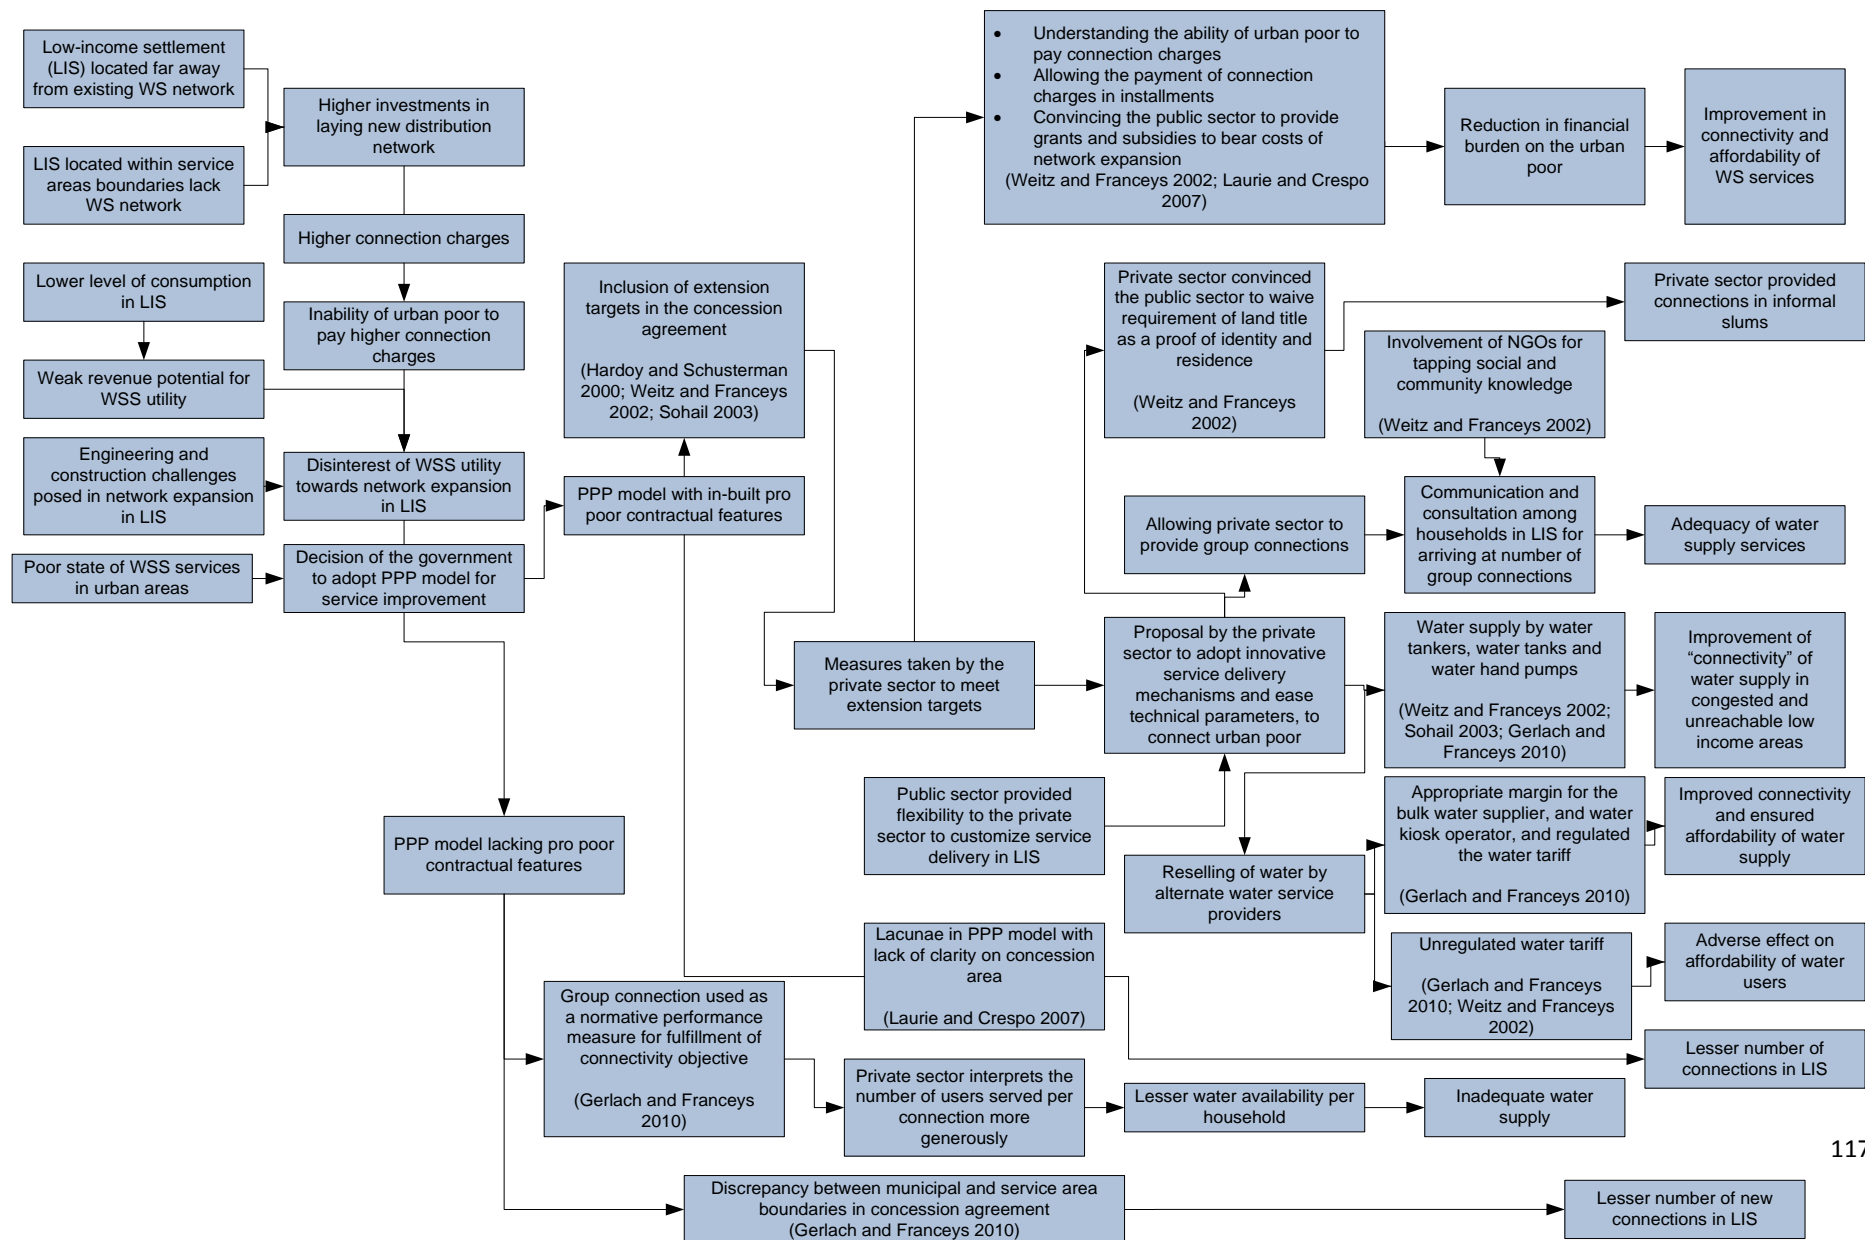 Low-income settlement
(LIS) located far away
from existing WS network
LIS located within service
areas boundaries lack
WS network
Higher investments in
laying new distribution
network
Higher connection charges
Lower level of consumption
in LIS
Inability of urban poor to
pay higher connection
charges
Weak revenue potential for
WSS utility
Engineering and
construction challenges
posed in network expansion
in LIS
Disinterest of WSS utility
towards network expansion
in LIS
Poor state of WSS services
in urban areas
Decision of the government
to adopt PPP model for
service improvement
Inclusion of extension
targets in the concession
agreement
(Hardoy and Schusterman
2000; Weitz and Franceys
2002; Sohail 2003)
PPP model with in-built pro
poor contractual features
PPP model lacking pro poor
contractual features
Measures taken by the
private sector to meet
extension targets
• Understanding the ability of urban poor to
pay connection charges
• Allowing the payment of connection
charges in installments
• Convincing the public sector to provide
grants and subsidies to bear costs of
network expansion
(Weitz and Franceys 2002; Laurie and Crespo
2007)
Reduction in financial
burden on the urban
poor
Improvement in
connectivity and
affordability of
WS services
Private sector convinced
the public sector to waive
requirement of land title
as a proof of identity and
residence
(Weitz and Franceys
2002)
Private sector provided
connections in informal
slums
Involvement of NGOs for
tapping social and
community knowledge
(Weitz and Franceys 2002)
Allowing private sector to
provide group connections
Communication and
consultation among
households in LIS for
arriving at number of
group connections
Adequacy of water
supply services
Proposal by the private
sector to adopt innovative
service delivery
mechanisms and ease
technical parameters, to
connect urban poor
Water supply by water
tankers, water tanks and
water hand pumps
(Weitz and Franceys 2002;
Sohail 2003; Gerlach and
Franceys 2010)
Improvement of
“connectivity” of
water supply in
congested and
unreachable low
income areas
Public sector provided
flexibility to the private
sector to customize service
delivery in LIS
Reselling of water by
alternate water service
providers
Appropriate margin for the
bulk water supplier, and water
kiosk operator, and regulated
the water tariff
(Gerlach and Franceys 2010)
Improved connectivity
and ensured
affordability of water
supply
Unregulated water tariff
(Gerlach and Franceys
2010; Weitz and Franceys
2002)
Adverse effect on
affordability of water
users
Lacunae in PPP model with
lack of clarity on concession
area
(Laurie and Crespo 2007)
Lesser number of
connections in LIS
Group connection used as
a normative performance
measure for fulfillment of
connectivity objective
(Gerlach and Franceys
2010)
Private sector interprets the
number of users served per
connection more
generously
Lesser water availability per
household
Inadequate water
supply
Discrepancy between municipal and service area
boundaries in concession agreement
(Gerlach and Franceys 2010)
Lesser number of new
connections in LIS
117